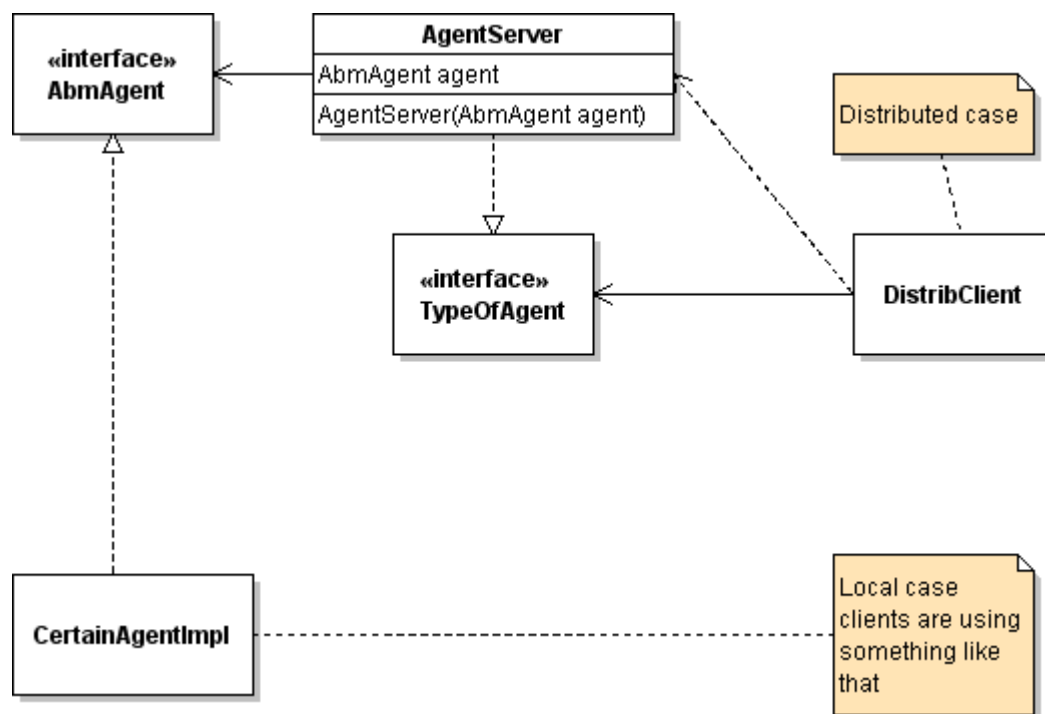 «interface»
AbmAgent
AgentServer
AbmAgent agent
AgentServer(AbmAgent agent)
Distributed case
«interface»
TypeOfAgent
DistribClient
CertainAgentImpl
Local case
clients are using
something like
that